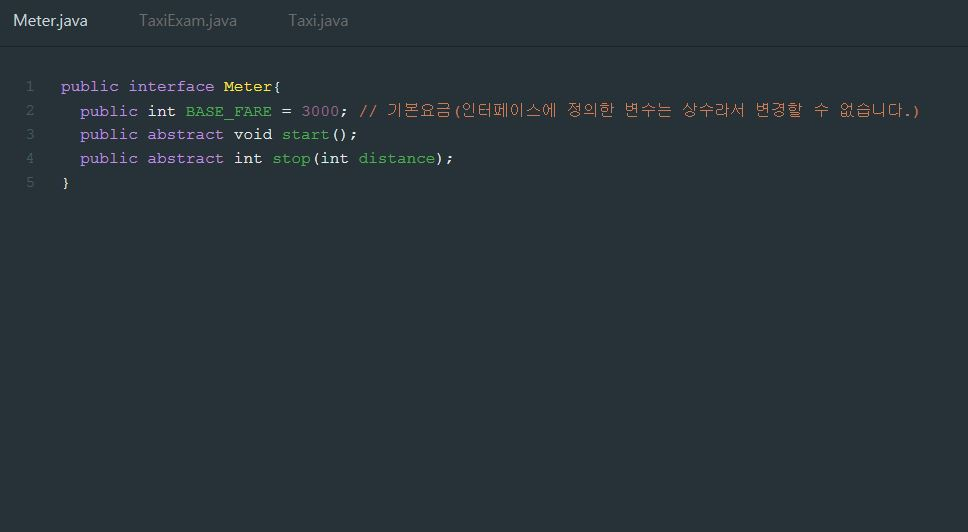 Meter.java TaxiExam.java Taxi.java
1 public interface Meter{
2 public int BASE_FARE = 3000; // 기본요금(인터페이스에 정의한 변수는 상수라서 변경할 수 없습니다.)
3 public abstract void start();
4 public abstract int stop(int distance);
5 }